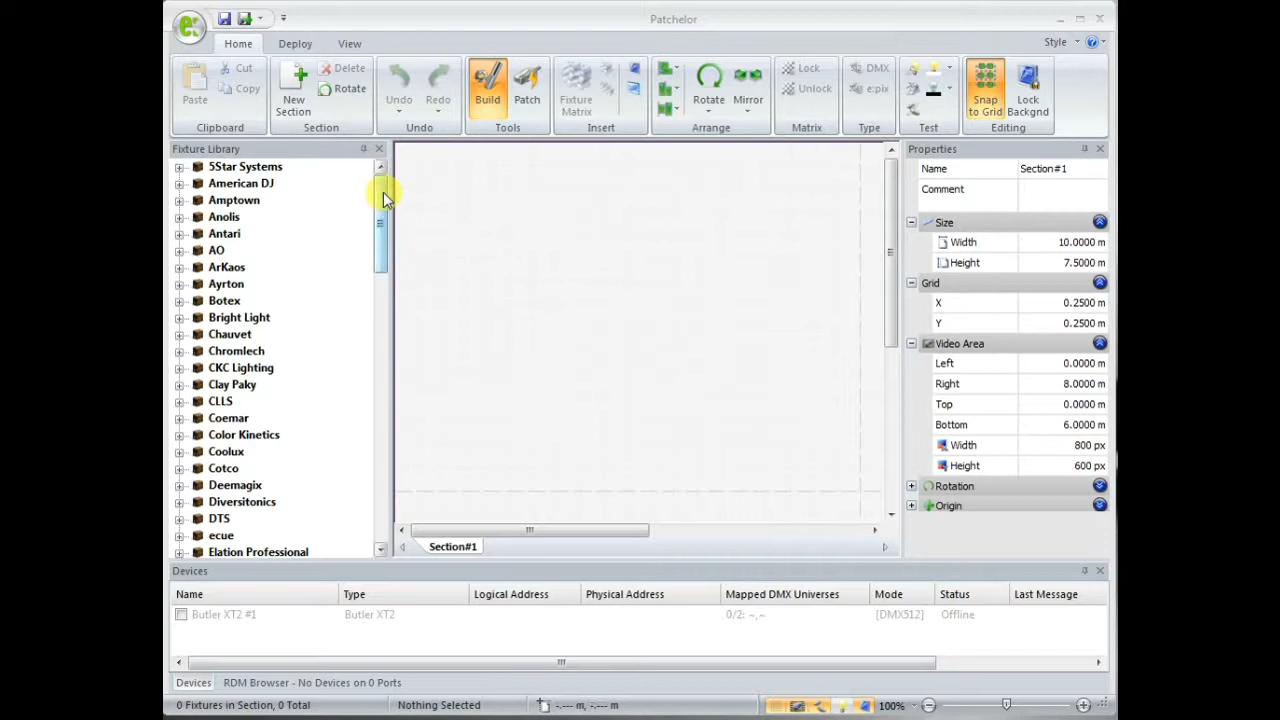 Patchelor
Home Deploy View Style
Paste Cut Copy Clipboard
New Section Delete Rotate Section
Undo Redo Undo
Build Patch Tools
Fixture Matrix Insert
Rotate Mirror Arrange
Lock Unlock Matrix
DMX e:pix Type
Test
Snap to Grid Lock Backgnd Editing
Fixture Library
5Star Systems
American DJ
Amptown
Anolis
Antari
AO
ArKaos
Ayrton
Botex
Bright Light
Chauvet
Chromlech
CKC Lighting
Clay Paky
CLLS
Coemar
Color Kinetics
Coolux
Cotco
Deemagix
Diversitonics
DTS
ecue
Elation Professional
Section#1
Properties
Name Section#1
Comment
Size
Width 10.0000 m
Height 7.5000 m
Grid
X 0.2500 m
Y 0.2500 m
Video Area
Left 0.0000 m
Right 8.0000 m
Top 0.0000 m
Bottom 6.0000 m
Width 800 px
Height 600 px
Rotation
Origin
Devices
Name Type Logical Address Physical Address Mapped DMX Universes Mode Status Last Message
Butler XT2 #1 Butler XT2 0/2: ~,~ [DMX512] Offline
Devices RDM Browser - No Devices on 0 Ports
0 Fixtures in Section, 0 Total Nothing Selected -.--- m, -.--- m 100%